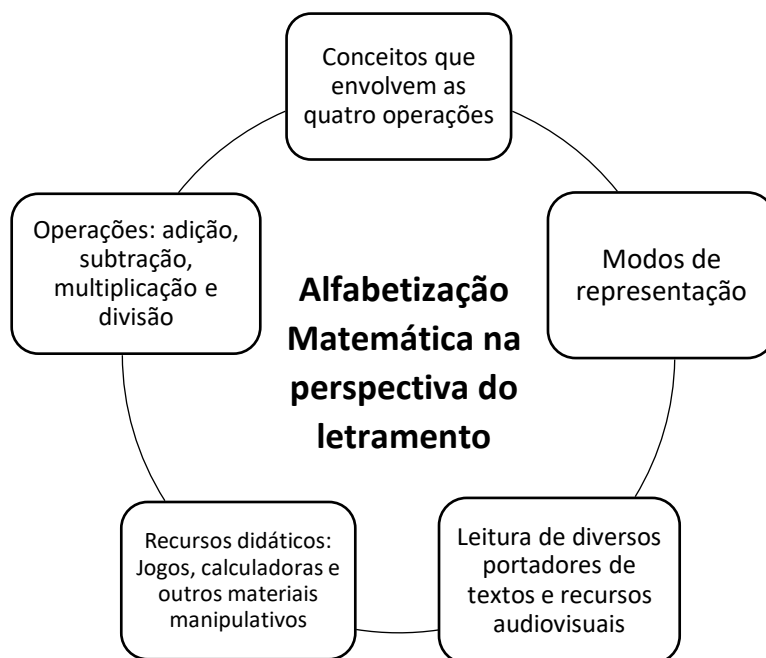 Conceitos que
envolvem as
quatro operações
Modos de
representação
Leitura de diversos
portadores de
textos e recursos
audiovisuais
Recursos didáticos:
Jogos, calculadoras e
outros materiais
manipulativos
Operações: adição,
subtração,
multiplicação e
divisão
Alfabetização
Matemática na
perspectiva do
letramento